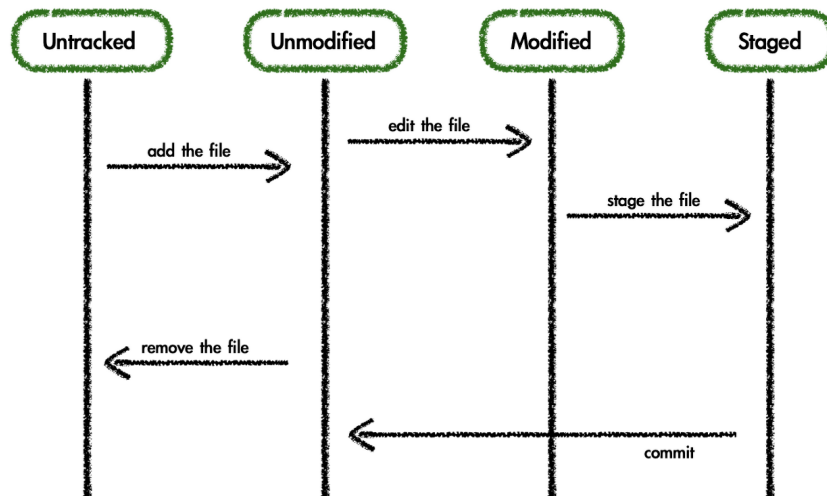 Untracked
Unmodified
Modified
Staged
edit the file
add the file
stage the file
remove the file
commit